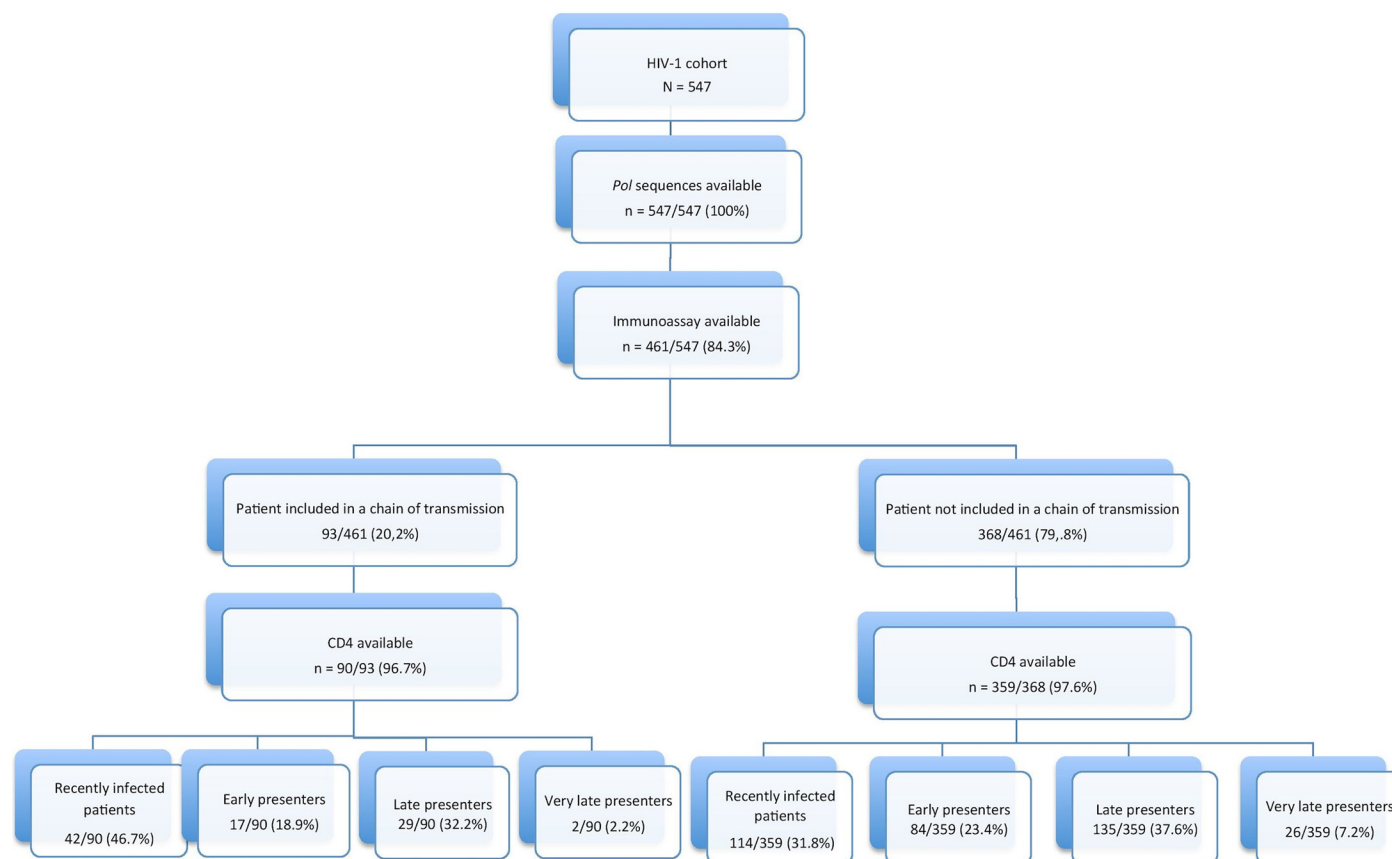 HIV-1 cohort
N = 547
Pol sequences available
n = 547/547 (100%)
Immunoassay available
n = 461/547 (84.3%)
Patient included in a chain of transmission
93/461 (20,2%)
Patient not included in a chain of transmission
368/461 (79,.8%)
CD4 available
n = 90/93 (96.7%)
CD4 available
n = 359/368 (97.6%)
Recently infected
patients
42/90 (46.7%)
Early presenters
17/90 (18.9%)
Late presenters
29/90 (32.2%)
Very late presenters
2/90 (2.2%)
Recently infected
patients
114/359 (31.8%)
Early presenters
84/359 (23.4%)
Late presenters
135/359 (37.6%)
Very late presenters
26/359 (7.2%)